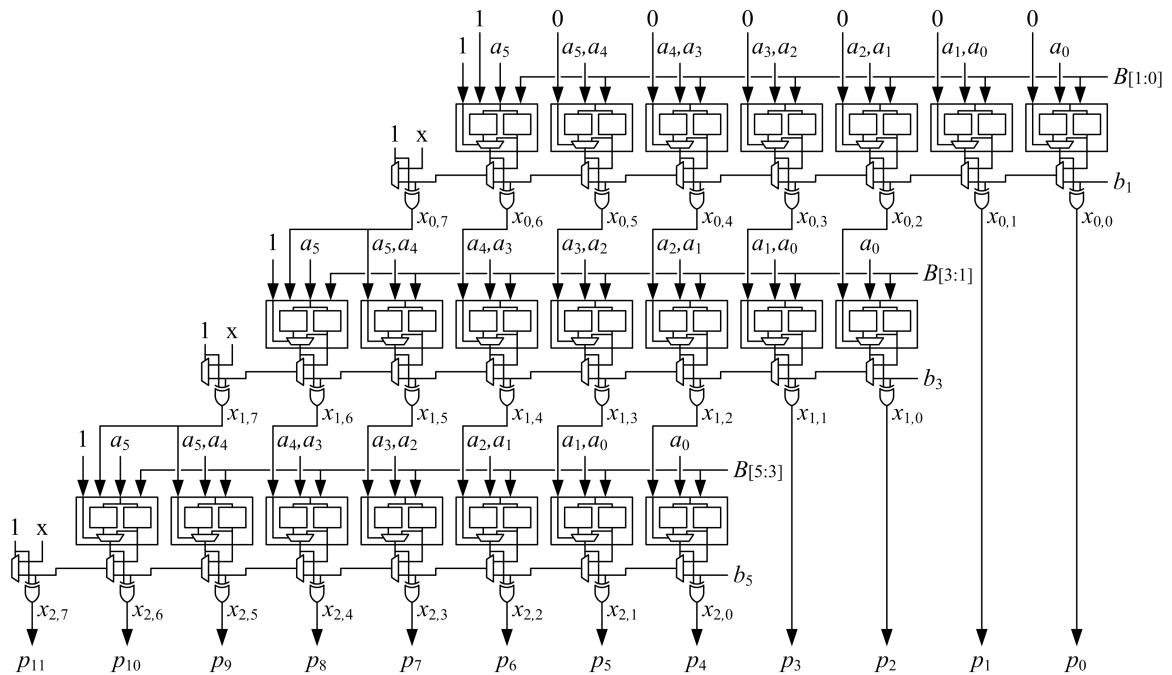 1 0 0 0 0 0 0
1 a5 a5,a4 a4,a3 a3,a2 a2,a1 a1,a0 a0
B[1:0]
1 x
b1
x0,7 x0,6 x0,5 x0,4 x0,3 x0,2 x0,1 x0,0
1 a5 a5,a4 a4,a3 a3,a2 a2,a1 a1,a0 a0
B[3:1]
1 x
b3
x1,7 x1,6 x1,5 x1,4 x1,3 x1,2 x1,1 x1,0
1 a5 a5,a4 a4,a3 a3,a2 a2,a1 a1,a0 a0
B[5:3]
1 x
b5
x2,7 x2,6 x2,5 x2,4 x2,3 x2,2 x2,1 x2,0
p11 p10 p9 p8 p7 p6 p5 p4 p3 p2 p1 p0